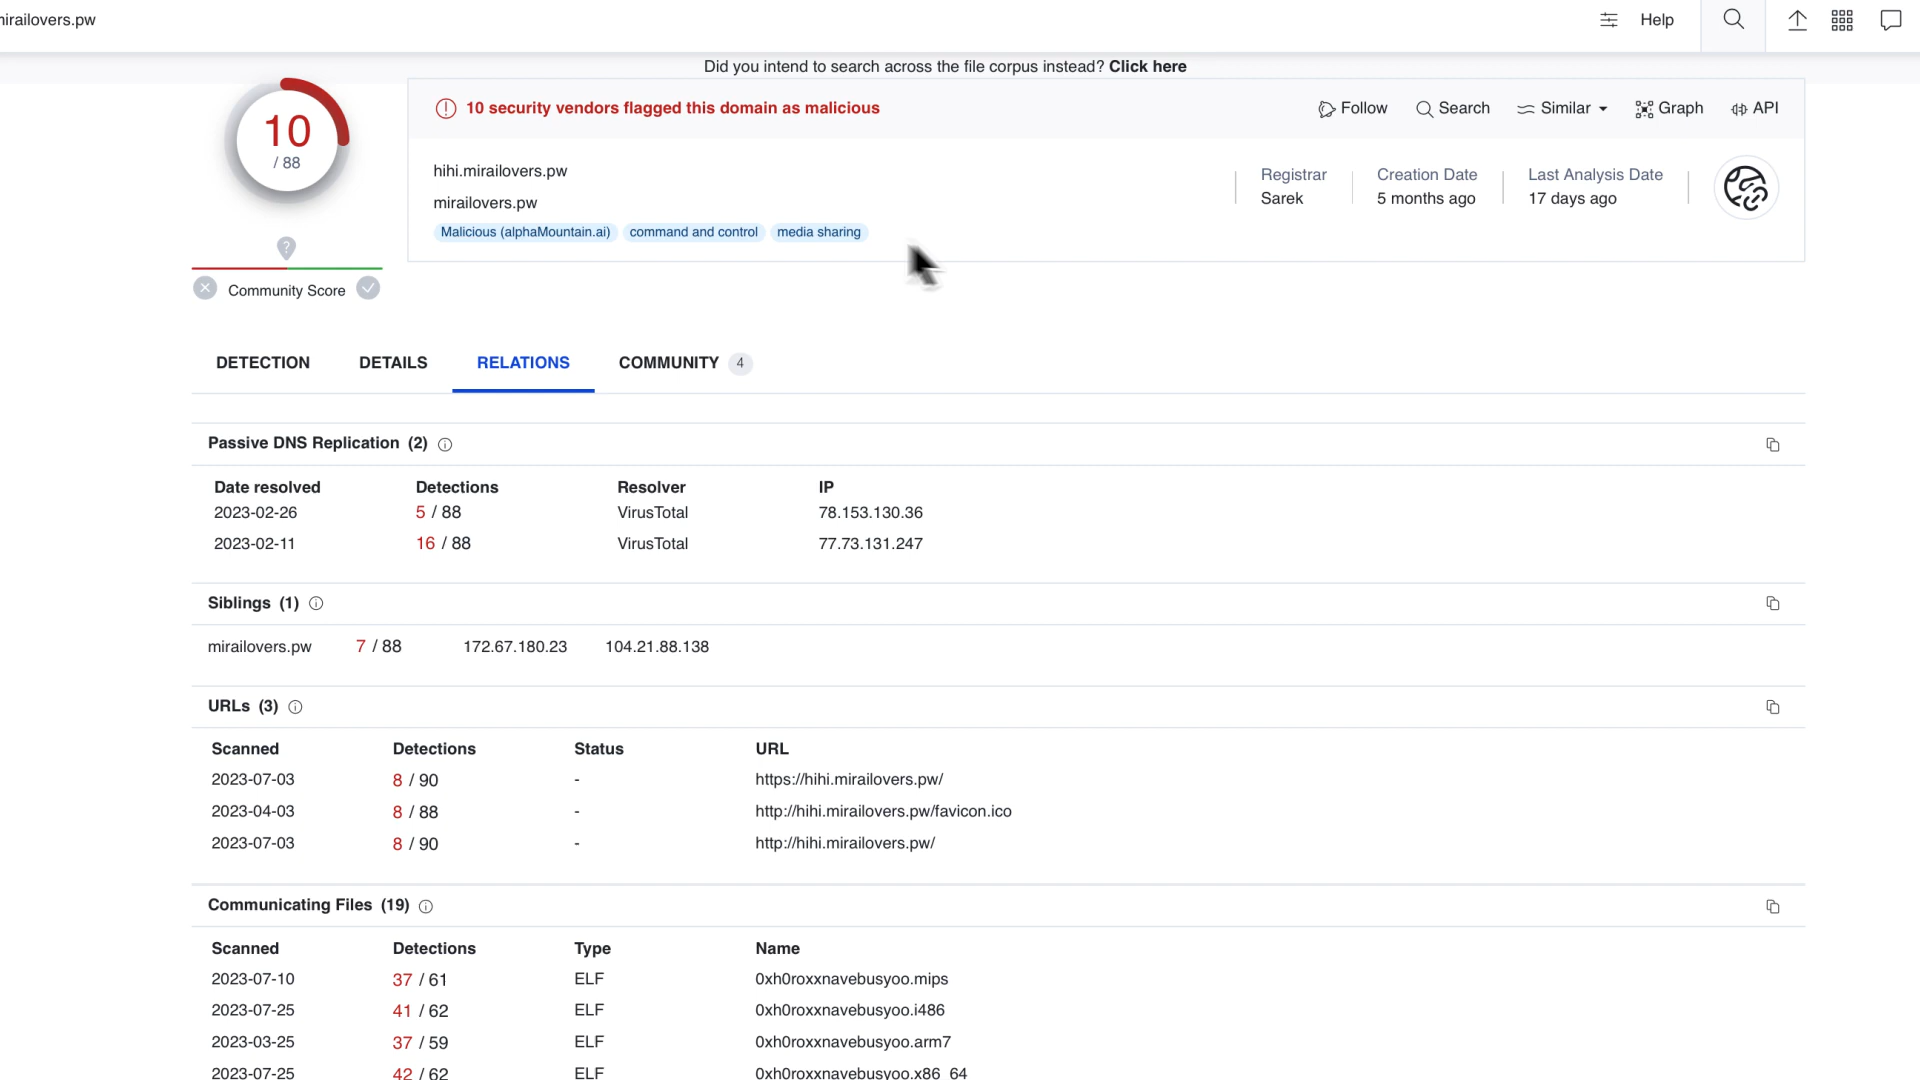 irailovers.pw
Help
Did you intend to search across the file corpus instead? Click here
10
/ 88
10 security vendors flagged this domain as malicious
Follow
Search
Similar
Graph
API
hihi.mirailovers.pw
mirailovers.pw
Malicious (alphaMountain.ai)
command and control
media sharing
Registrar
Sarek
Creation Date
5 months ago
Last Analysis Date
17 days ago
?
Community Score
DETECTION
DETAILS
RELATIONS
COMMUNITY 4
Passive DNS Replication (2)
Date resolved Detections Resolver IP
2023-02-26 5 / 88 VirusTotal 78.153.130.36
2023-02-11 16 / 88 VirusTotal 77.73.131.247
Siblings (1)
mirailovers.pw 7 / 88 172.67.180.23 104.21.88.138
URLs (3)
Scanned Detections Status URL
2023-07-03 8 / 90 - https://hihi.mirailovers.pw/
2023-04-03 8 / 88 - http://hihi.mirailovers.pw/favicon.ico
2023-07-03 8 / 90 - http://hihi.mirailovers.pw/
Communicating Files (19)
Scanned Detections Type Name
2023-07-10 37 / 61 ELF 0xh0roxxnavebusyoo.mips
2023-07-25 41 / 62 ELF 0xh0roxxnavebusyoo.i486
2023-03-25 37 / 59 ELF 0xh0roxxnavebusyoo.arm7
2023-07-25 42 / 62 ELF 0xh0roxxnavebusyoo.x86_64